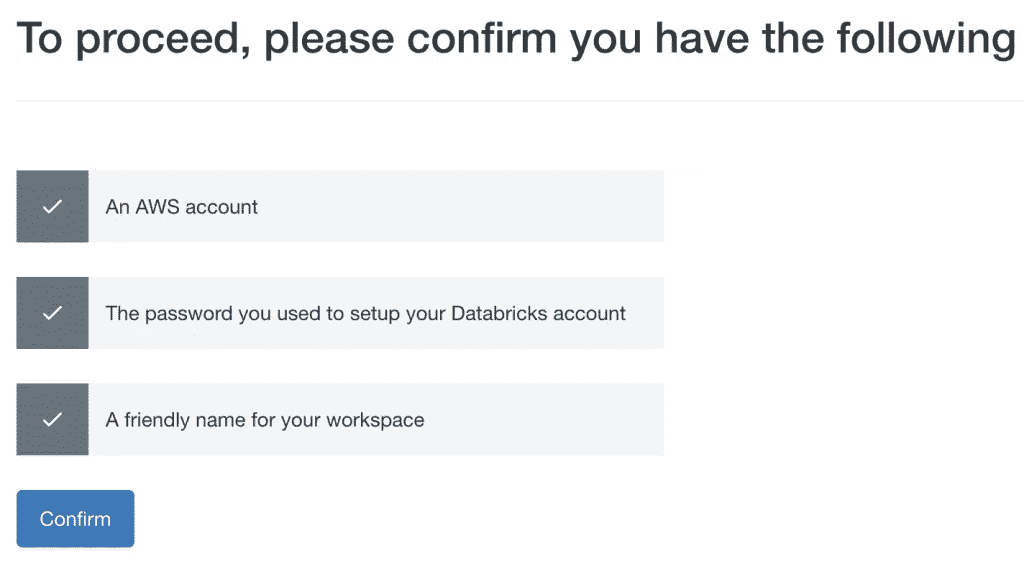 To proceed, please confirm you have the following
An AWS account
The password you used to setup your Databricks account
A friendly name for your workspace
Confirm